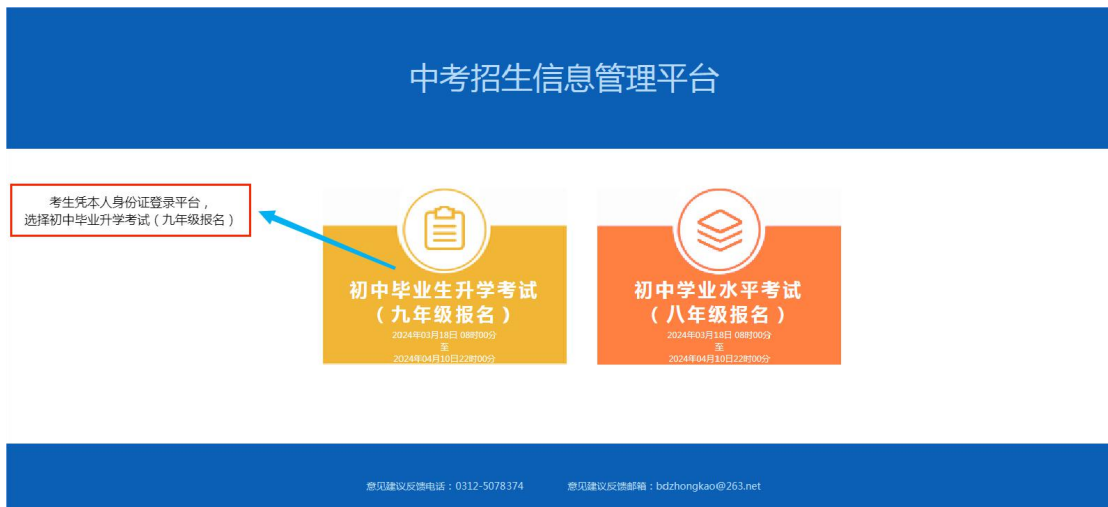 中考招生信息管理平台
考生凭本人身份证登录平台，
选择初中毕业升学考试（九年级报名）
初中毕业生升学考试
（九年级报名）
2024年03月18日 08时00分
至
2024年04月10日22时00分
初中学业水平考试
（八年级报名）
2024年03月18日 08时00分
至
2024年04月10日22时00分
意见建议反馈电话：0312-5078374 意见建议反馈邮箱：bdzhongkao@263.net